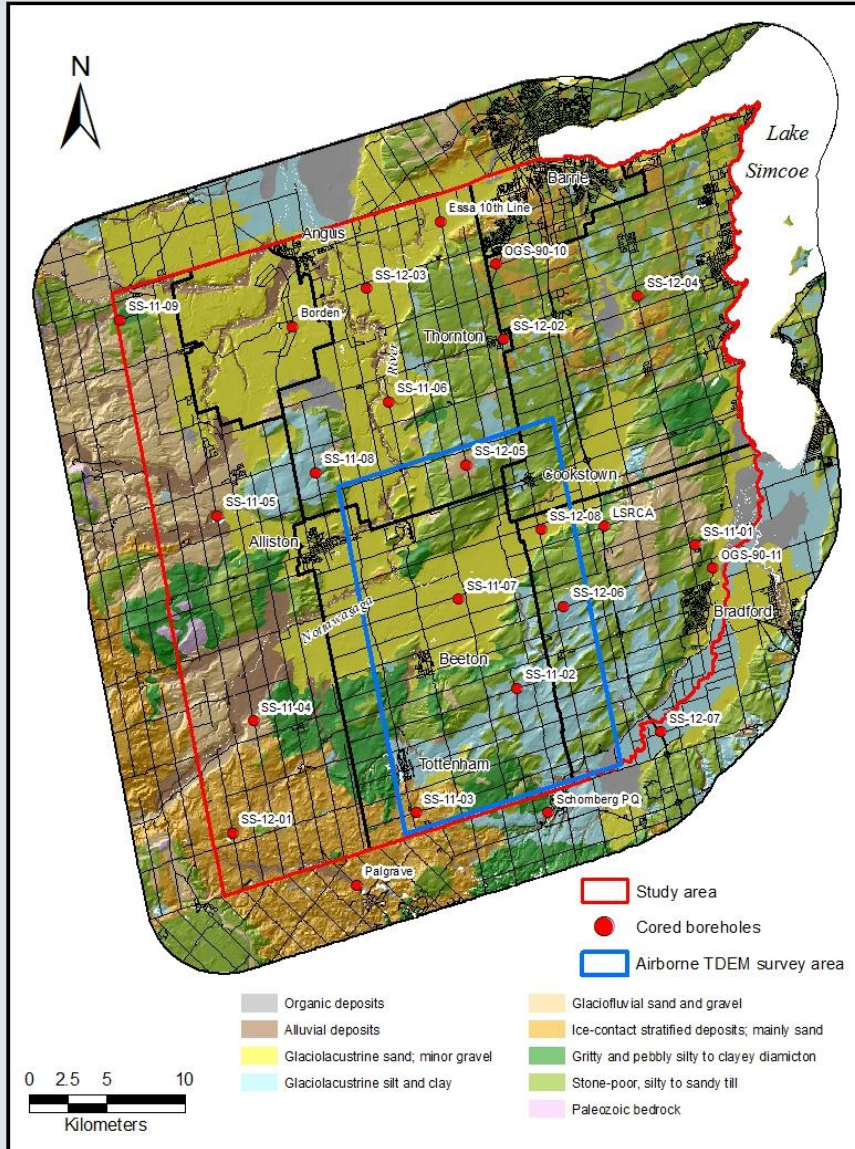 N
Lake
Simcoe
Barrie
Essa 10th Line
Angus
OGS-90-10
SS-12-03
SS-12-04
SS-11-09
Borden
Thornton
SS-12-02
River
SS-11-06
SS-12-05
SS-11-08
Cookstown
SS-11-05
SS-12-08
LSRCA
Alliston
SS-11-01
OGS-90-11
SS-11-07
SS-12-06
Bradford
Nottawasaga
Beeton
SS-11-02
SS-11-04
SS-12-07
Tottenham
SS-11-03
Schomberg PQ
SS-12-01
Palgrave
Study area
Cored boreholes
Airborne TDEM survey area
Organic deposits
Alluvial deposits
Glaciolacustrine sand; minor gravel
Glaciolacustrine silt and clay
Glaciofluvial sand and gravel
Ice-contact stratified deposits; mainly sand
Gritty and pebbly silty to clayey diamicton
Stone-poor, silty to sandy till
Paleozoic bedrock
0 2.5 5 10
Kilometers